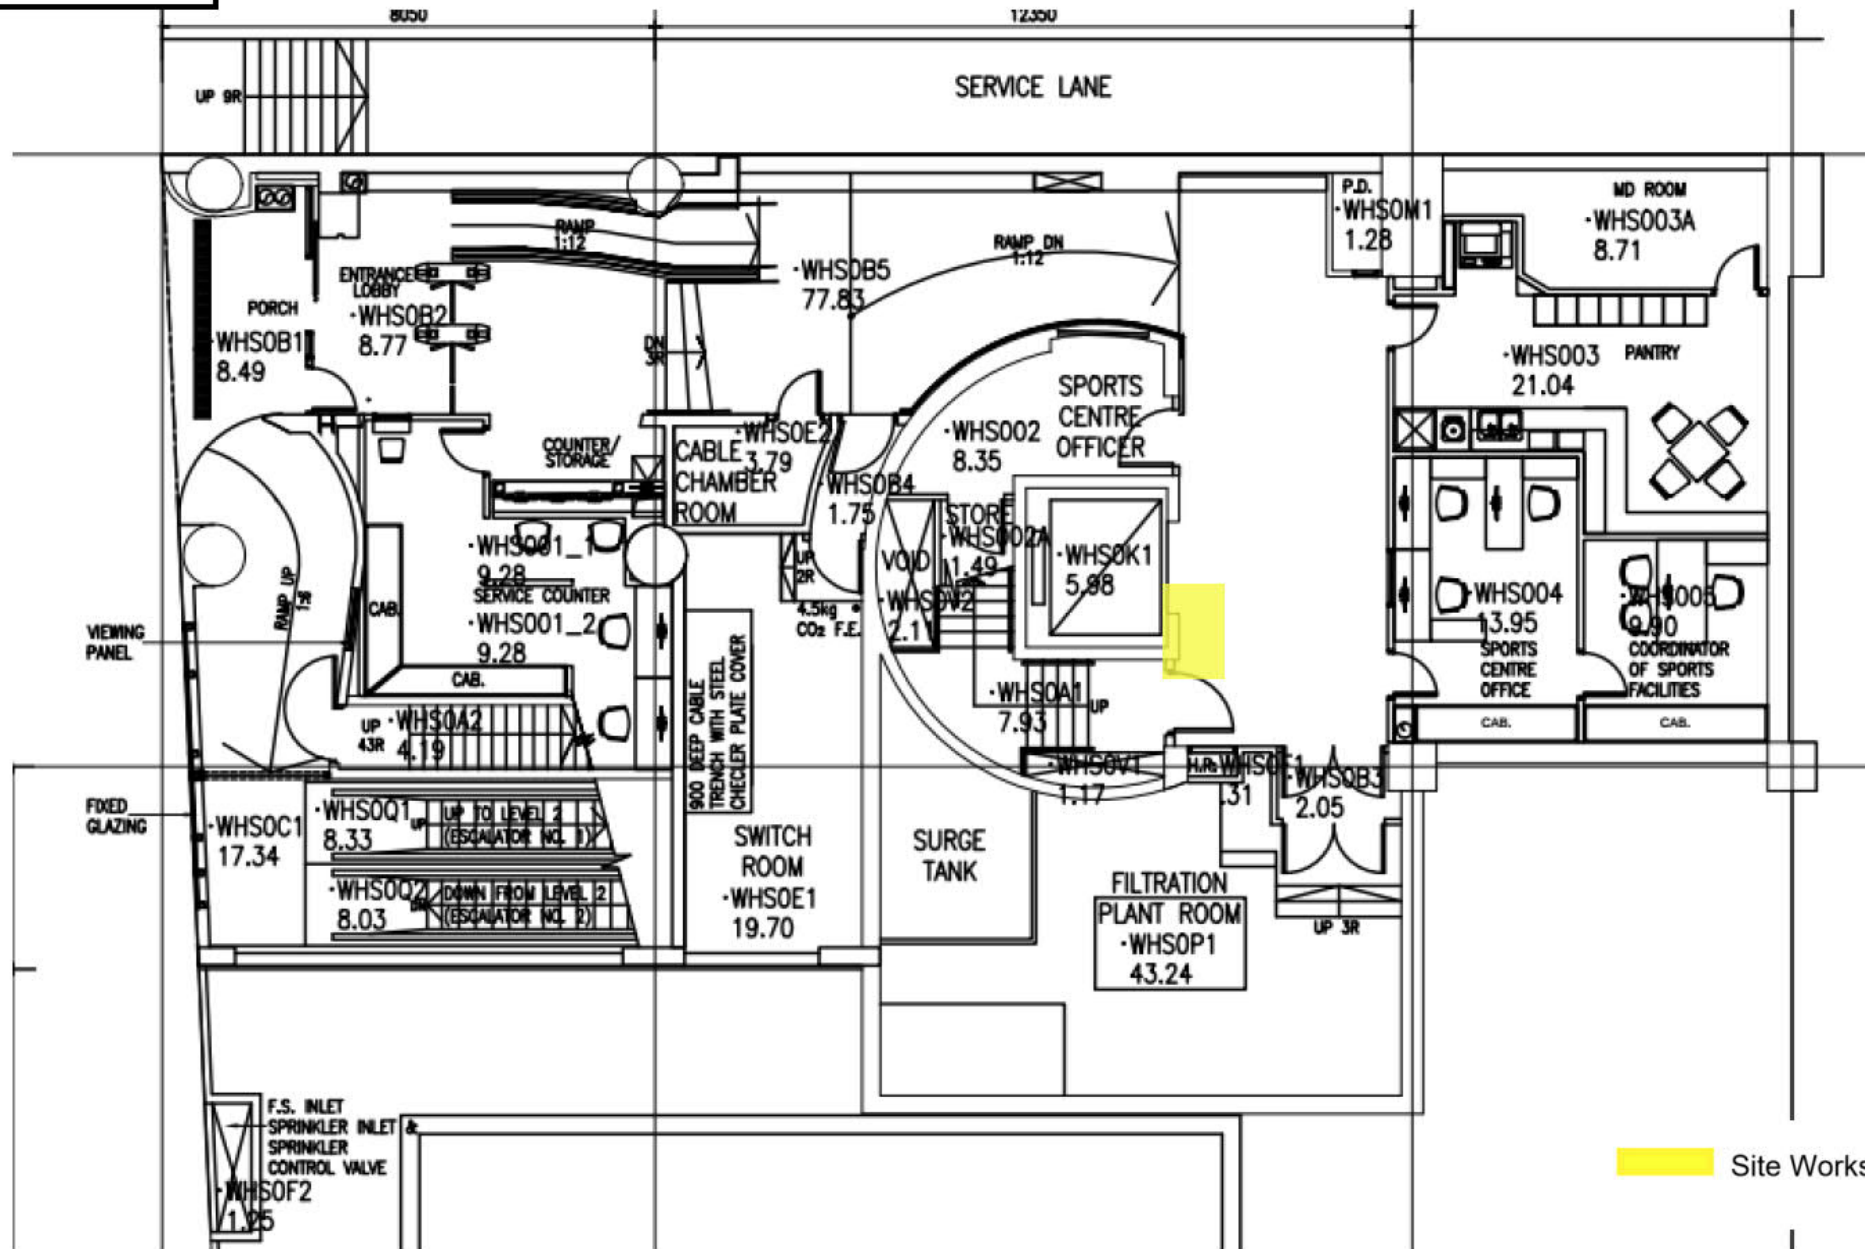 8050
12350
SERVICE LANE
UP 9R
P.D.
WHS0M1
1.28
MD ROOM
WHS003A
8.71
RAMP
1:12
RAMP DN
1:12
WHS0B5
77.83
ENTRANCE
LOBBY
WHS0B2
8.77
PORCH
WHS0B1
8.49
DN
3R
WHS003
21.04
PANTRY
SPORTS
CENTRE
OFFICER
WHS002
8.35
COUNTER/
STORAGE
WHS0E2
3.79
CABLE
CHAMBER
ROOM
WHS0B4
1.75
STORE
WHS002A
1.49
VOID
WHS0V2
2.11
WHS0K1
5.98
WHS001_1
9.28
SERVICE COUNTER
WHS001_2
9.28
UP
2R
4.5kg
CO2 F.E.
RAMP UP
CAB.
CAB.
VIEWING
PANEL
WHS004
13.95
SPORTS
CENTRE
OFFICE
9.90
COORDINATOR
OF SPORTS
FACILITIES
CAB.
CAB.
900 DEEP CABLE
TRENCH WITH STEEL
CHECLER PLATE COVER
WHS0A1
7.93
UP
UP
43R
WHS0A2
4.19
WHS0V1
1.17
H.R.
WHS0F1
.31
WHS0B3
2.05
FIXED
GLAZING
WHS0C1
17.34
WHS0Q1
8.33
UP
UP TO LEVEL 2
(ESCALATOR NO. 1)
WHS0Q2
8.03
DOWN FROM LEVEL 2
(ESCALATOR NO. 2)
SWITCH
ROOM
WHS0E1
19.70
SURGE
TANK
FILTRATION
PLANT ROOM
WHS0P1
43.24
UP 3R
F.S. INLET
SPRINKLER INLET &
SPRINKLER
CONTROL VALVE
WHS0F2
1.25
Site Works